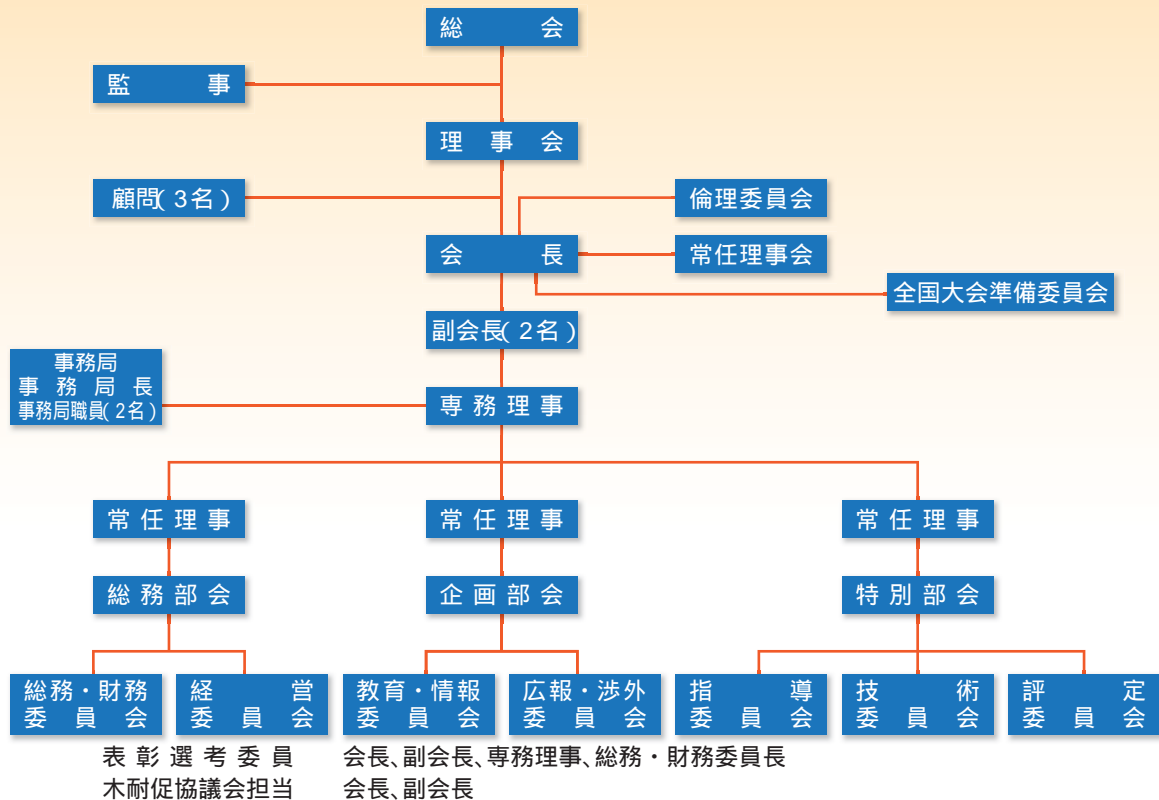 総会
監事
理事会
顧問(3名)
倫理委員会
会長
常任理事会
全国大会準備委員会
副会長(2名)
事務局
事務局長
事務局職員(2名)
専務理事
常任理事
常任理事
常任理事
総務部会
企画部会
特別部会
総務・財務
委員会
経営
委員会
教育・情報
委員会
広報・渉外
委員会
指導
委員会
技術
委員会
評定
委員会
表彰選考委員 会長、副会長、専務理事、総務・財務委員長
木耐促協議会担当 会長、副会長